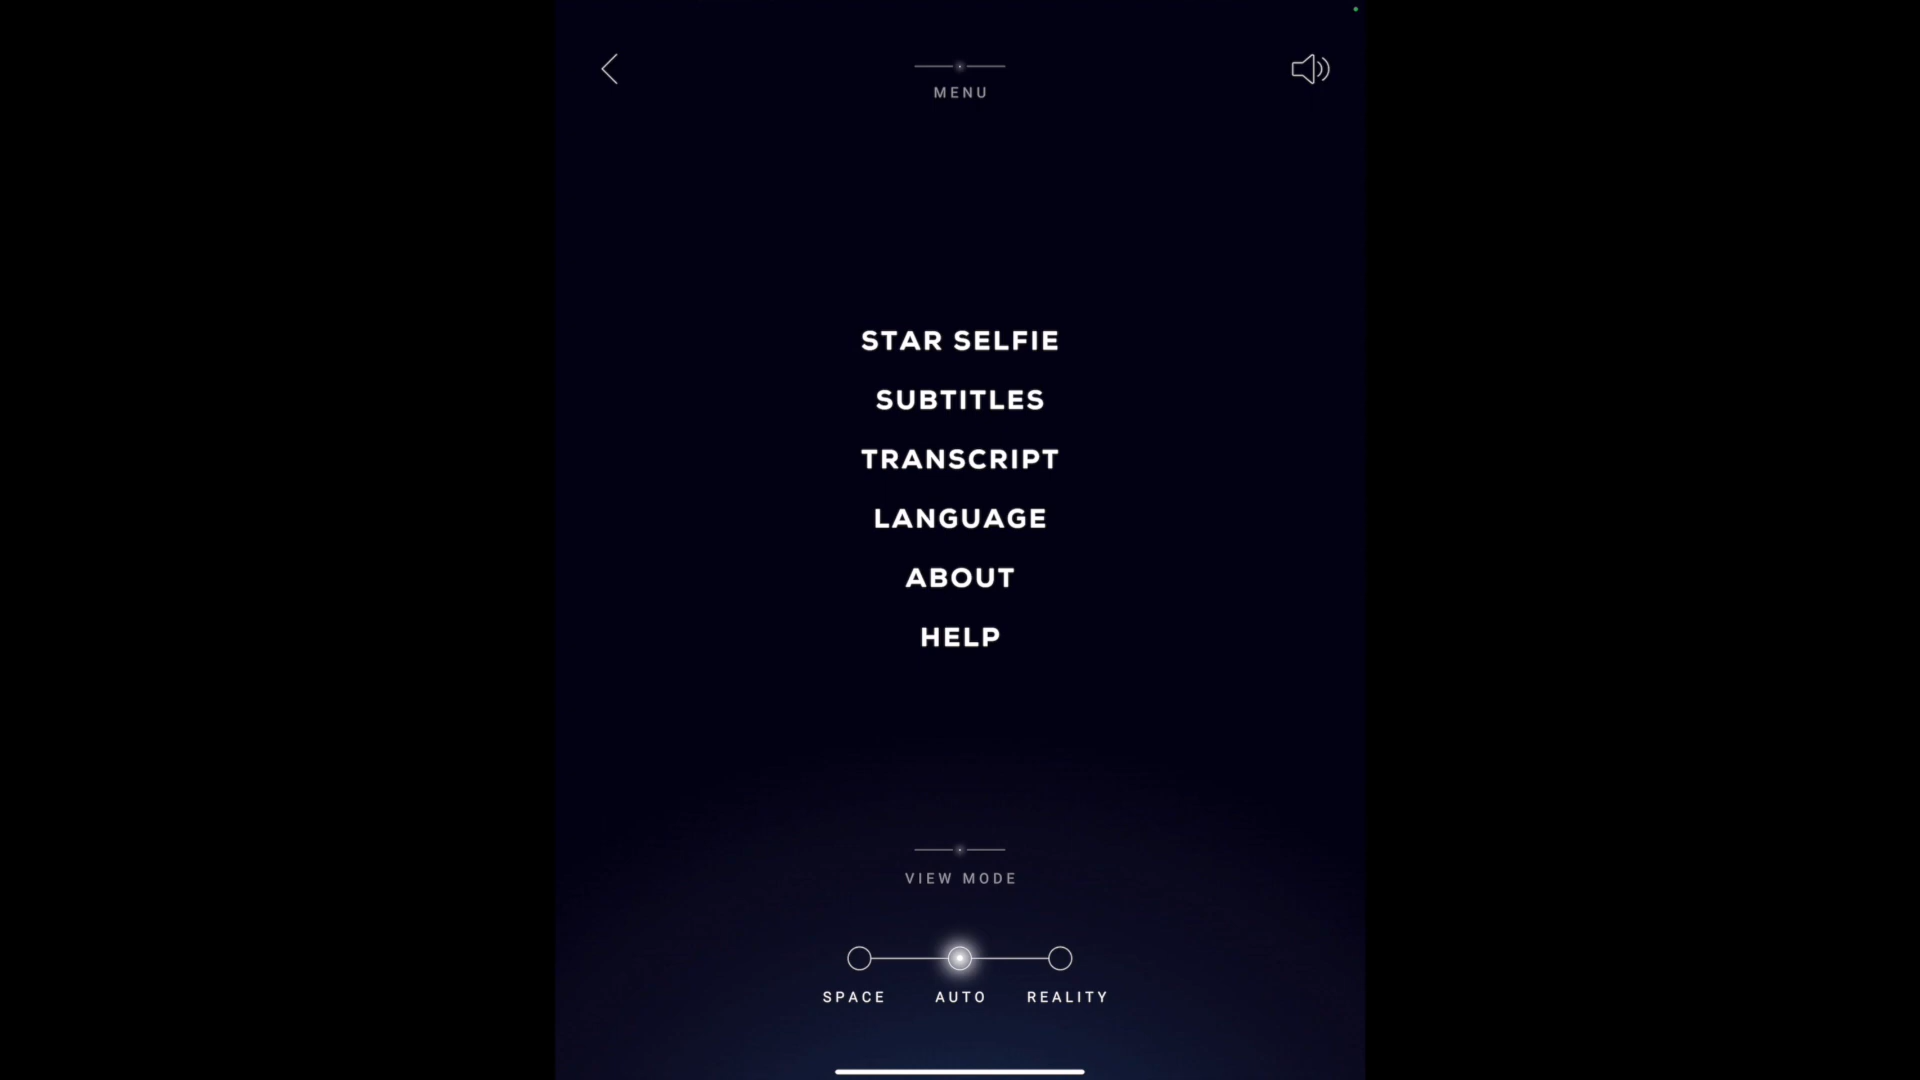 MENU
STAR SELFIE
SUBTITLES
TRANSCRIPT
LANGUAGE
ABOUT
HELP
VIEW MODE
SPACE AUTO REALITY